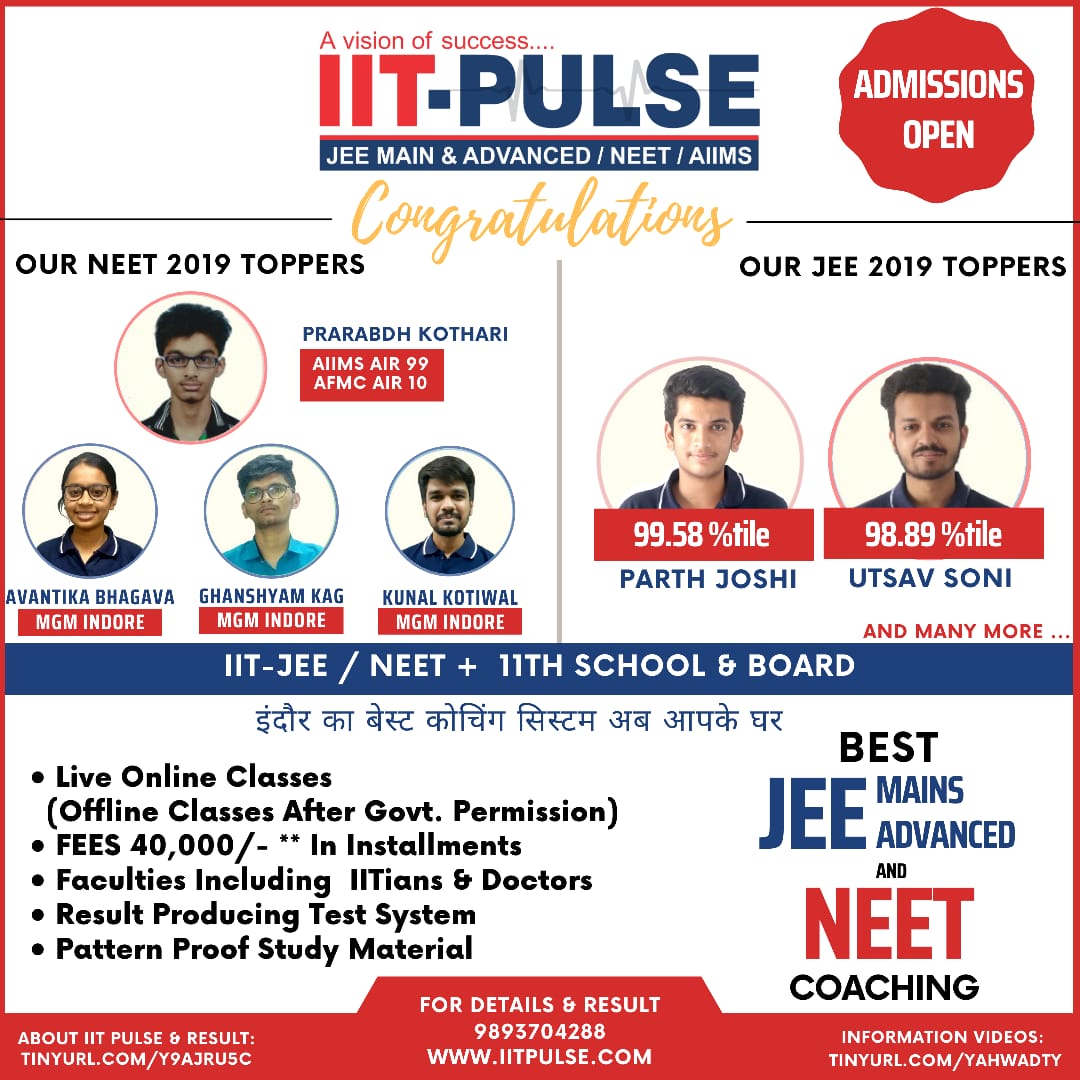 A vision of success....
IIT-PULSE
JEE MAIN & ADVANCED / NEET / AIIMS
ADMISSIONS
OPEN
Congratulations
OUR NEET 2019 TOPPERS
PRARABDH KOTHARI
AIIMS AIR 99
AFMC AIR 10
AVANTIKA BHAGAVA
MGM INDORE
GHANSHYAM KAG
MGM INDORE
KUNAL KOTIWAL
MGM INDORE
OUR JEE 2019 TOPPERS
99.58 %tile
PARTH JOSHI
98.89 %tile
UTSAV SONI
AND MANY MORE ...
IIT-JEE / NEET + 11TH SCHOOL & BOARD
इंदौर का बेस्ट कोचिंग सिस्टम अब आपके घर
• Live Online Classes
(Offline Classes After Govt. Permission)
• FEES 40,000/- ** In Installments
• Faculties Including IITians & Doctors
• Result Producing Test System
• Pattern Proof Study Material
BEST
JEE MAINS
ADVANCED
AND
NEET
COACHING
ABOUT IIT PULSE & RESULT:
TINYURL.COM/Y9AJRU5C
FOR DETAILS & RESULT
9893704288
WWW.IITPULSE.COM
INFORMATION VIDEOS:
TINYURL.COM/YAHWADTY